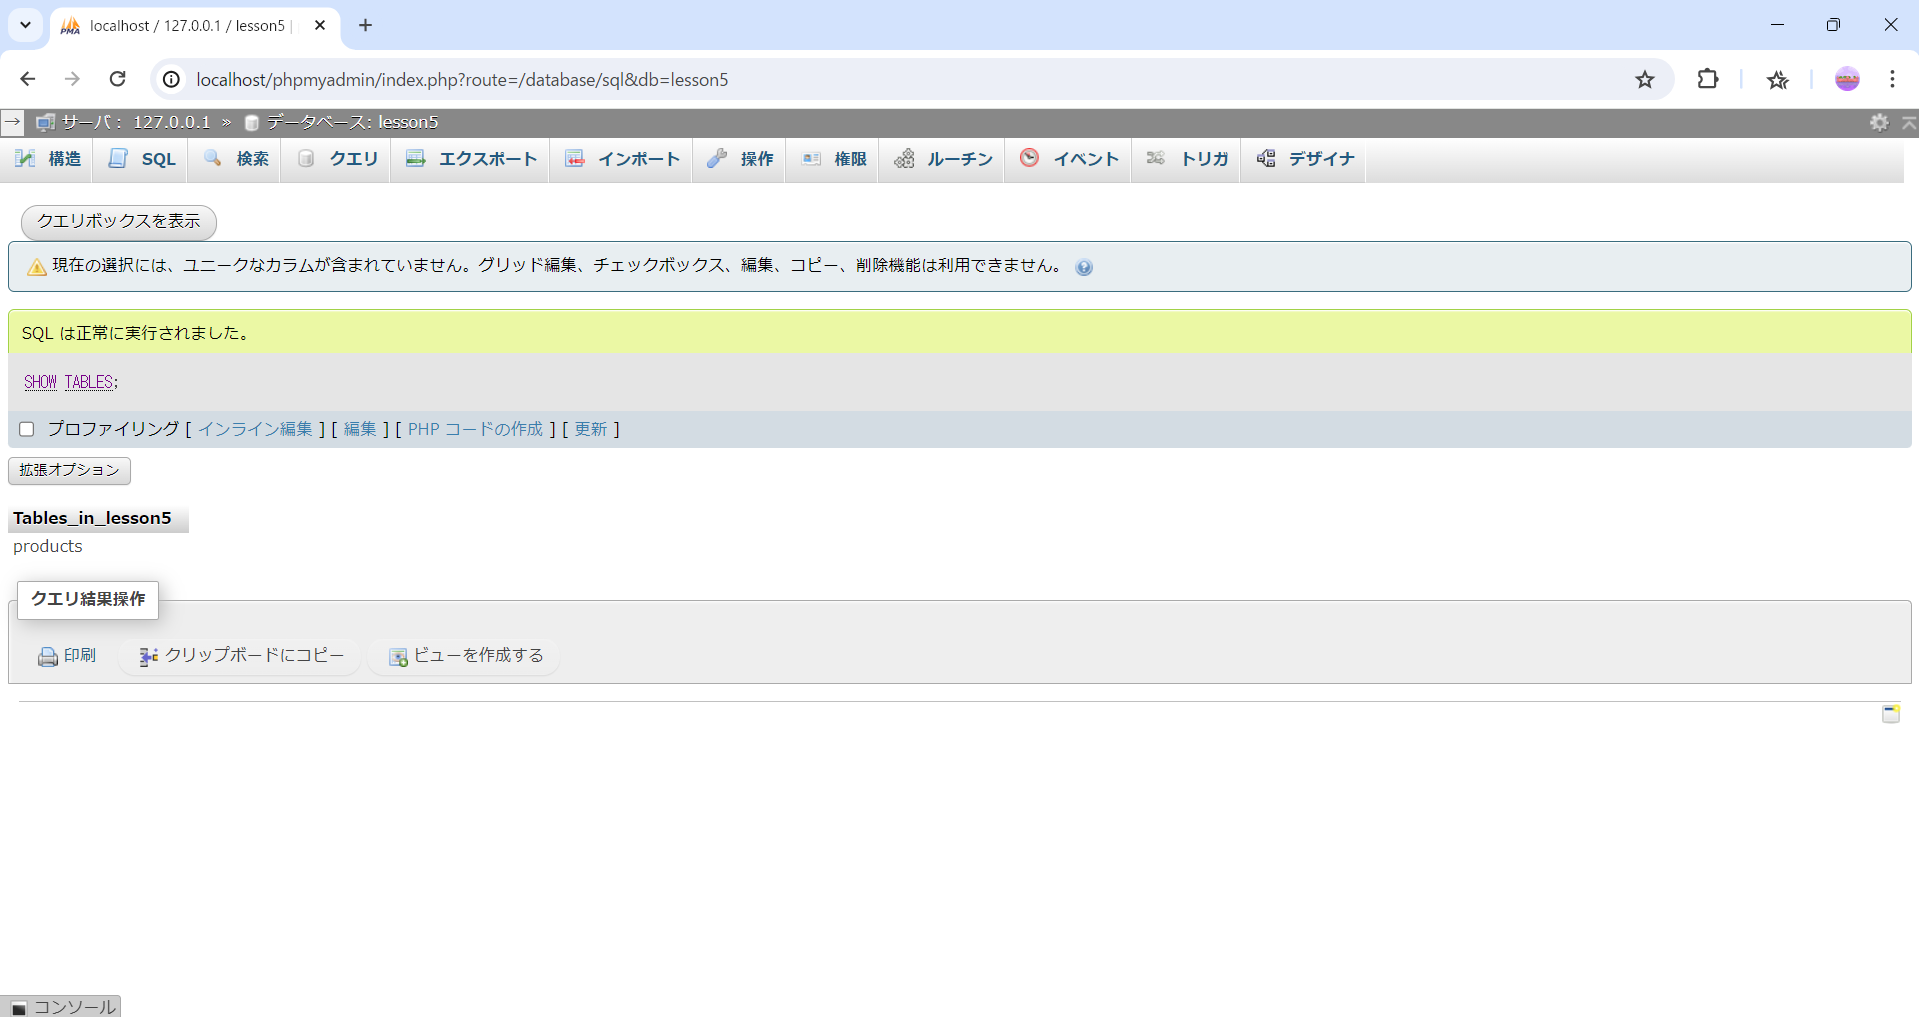 localhost / 127.0.0.1 / lesson5 |
localhost/phpmyadmin/index.php?route=/database/sql&db=lesson5
サーバ： 127.0.0.1 » データベース: lesson5
構造 SQL 検索 クエリ エクスポート インポート 操作 権限 ルーチン イベント トリガ デザイナ
クエリボックスを表示
現在の選択には、ユニークなカラムが含まれていません。グリッド編集、チェックボックス、編集、コピー、削除機能は利用できません。
SQL は正常に実行されました。
SHOW TABLES;
プロファイリング [ インライン編集 ] [ 編集 ] [ PHP コードの作成 ] [ 更新 ]
拡張オプション
Tables_in_lesson5
products
クエリ結果操作
印刷 クリップボードにコピー ビューを作成する
コンソール